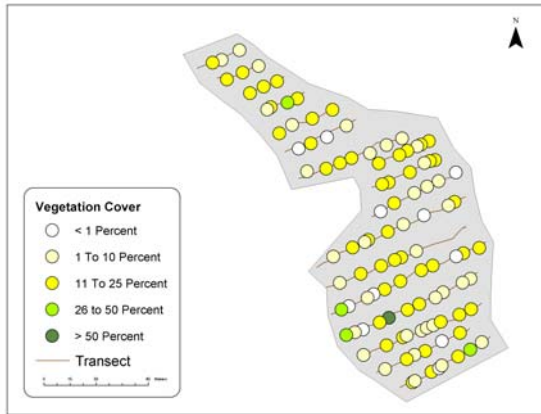 N
Vegetation Cover
< 1 Percent
1 To 10 Percent
11 To 25 Percent
26 to 50 Percent
> 50 Percent
Transect